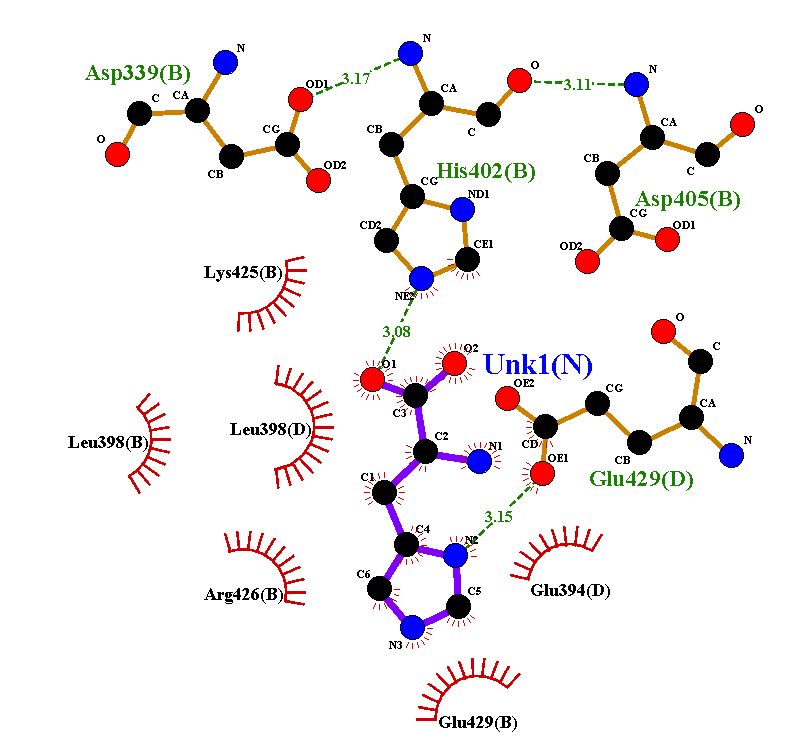 N
Asp339(B)
OD1
3.17
C
CA
O
CG
CB
OD2
N
O
CA
C
CB
His402(B)
CG
ND1
CD2
CE1
NE2
3.11
N
O
CA
CB
C
Asp405(B)
CG
OD1
OD2
Lys425(B)
3.08
O1
O2
Unk1(N)
C3
C2
N1
C1
C4
N2
C6
C5
N3
O
C
OE2
CG
CA
CD
N
CB
OE1
Glu429(D)
3.15
Leu398(B)
Leu398(D)
Arg426(B)
Glu394(D)
Glu429(B)